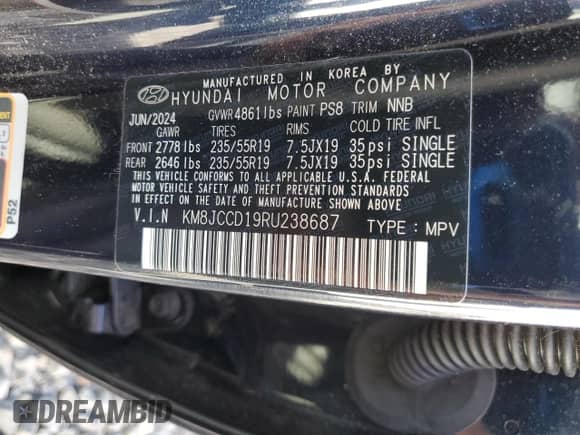 MANUFACTURED IN KOREA BY
HYUNDAI MOTOR COMPANY
JUN/2024 GVWR 4861lbs PAINT PS8 TRIM NNB
GAWR TIRES RIMS COLD TIRE INFL
FRONT 2778lbs 235/55R19 7.5JX19 35psi SINGLE
REAR 2646lbs 235/55R19 7.5JX19 35psi SINGLE
THIS VEHICLE CONFORMS TO ALL APPLICABLE U.S.A. FEDERAL
MOTOR VEHICLE SAFETY AND THEFT PREVENTION STANDARDS
IN EFFECT ON THE DATE OF MANUFACTURE SHOWN ABOVE.
V.I.N KM8JCCD19RU238687 TYPE : MPV
P52
DREAMBID